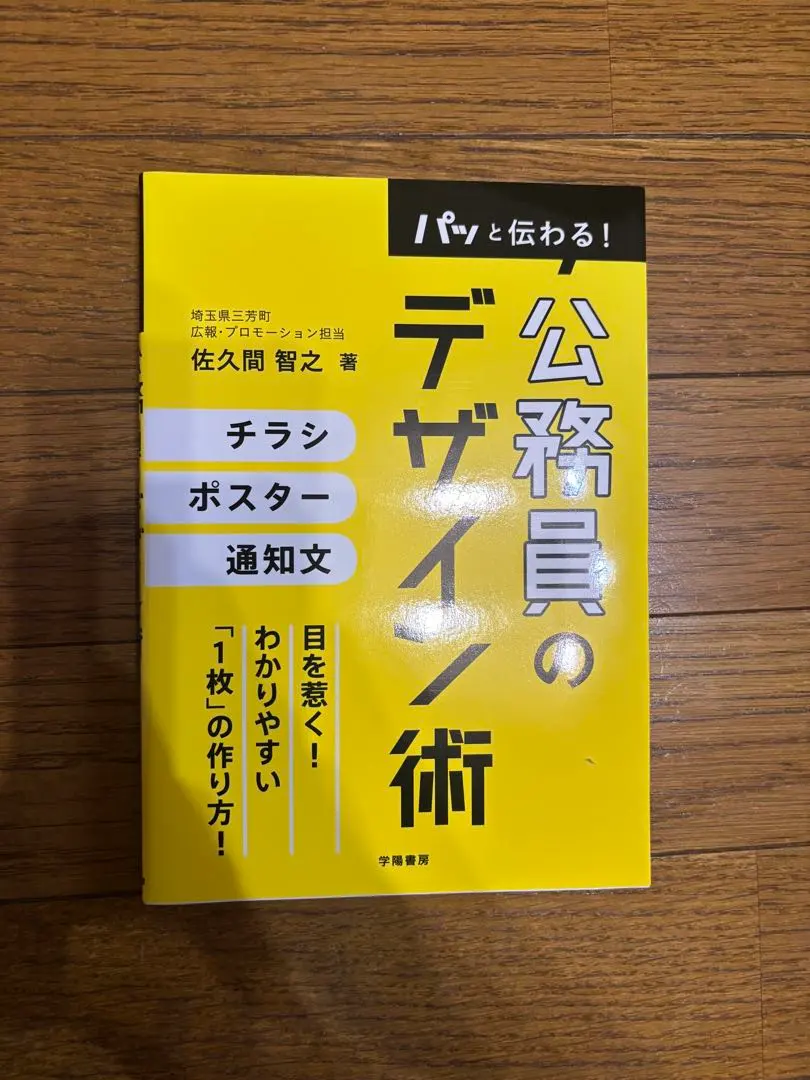 パッと伝わる!
公務員の
デザイン術
埼玉県三芳町
広報・プロモーション担当
佐久間 智之 著
チラシ
ポスター
通知文
目を惹く!
わかりやすい
「1枚」の作り方!
学陽書房